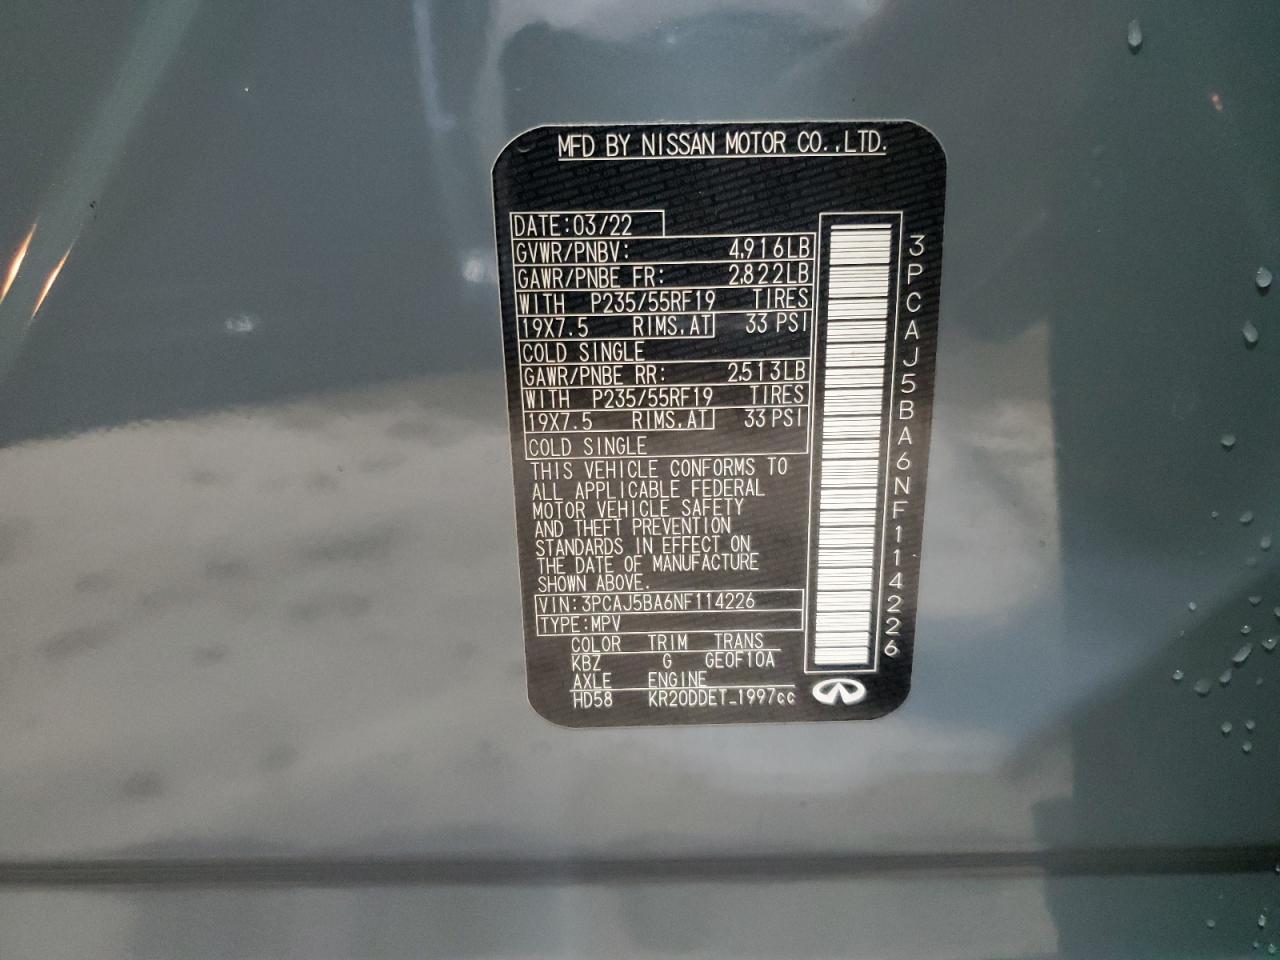 MFD BY NISSAN MOTOR CO.,LTD.
DATE:03/22
GVWR/PNBV: 4,916LB
GAWR/PNBE FR: 2,822LB
WITH P235/55RF19 TIRES
19X7.5 RIMS,AT 33 PSI
COLD SINGLE
GAWR/PNBE RR: 2,513LB
WITH P235/55RF19 TIRES
19X7.5 RIMS,AT 33 PSI
COLD SINGLE
THIS VEHICLE CONFORMS TO
ALL APPLICABLE FEDERAL
MOTOR VEHICLE SAFETY
AND THEFT PREVENTION
STANDARDS IN EFFECT ON
THE DATE OF MANUFACTURE
SHOWN ABOVE.
VIN:3PCAJ5BA6NF114226
TYPE:MPV
COLOR TRIM TRANS
KBZ G GE0F10A
AXLE ENGINE
HD58 KR20DDET-1997cc
3PCAJ5BA6NF114226